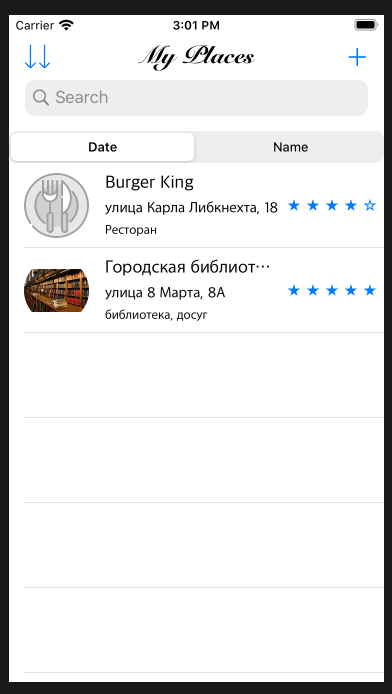 Carrier 3:01 PM
My Places
Search
Date Name
Burger King
улица Карла Либкнехта, 18
Ресторан
Городская библиот···
улица 8 Марта, 8А
библиотека, досуг